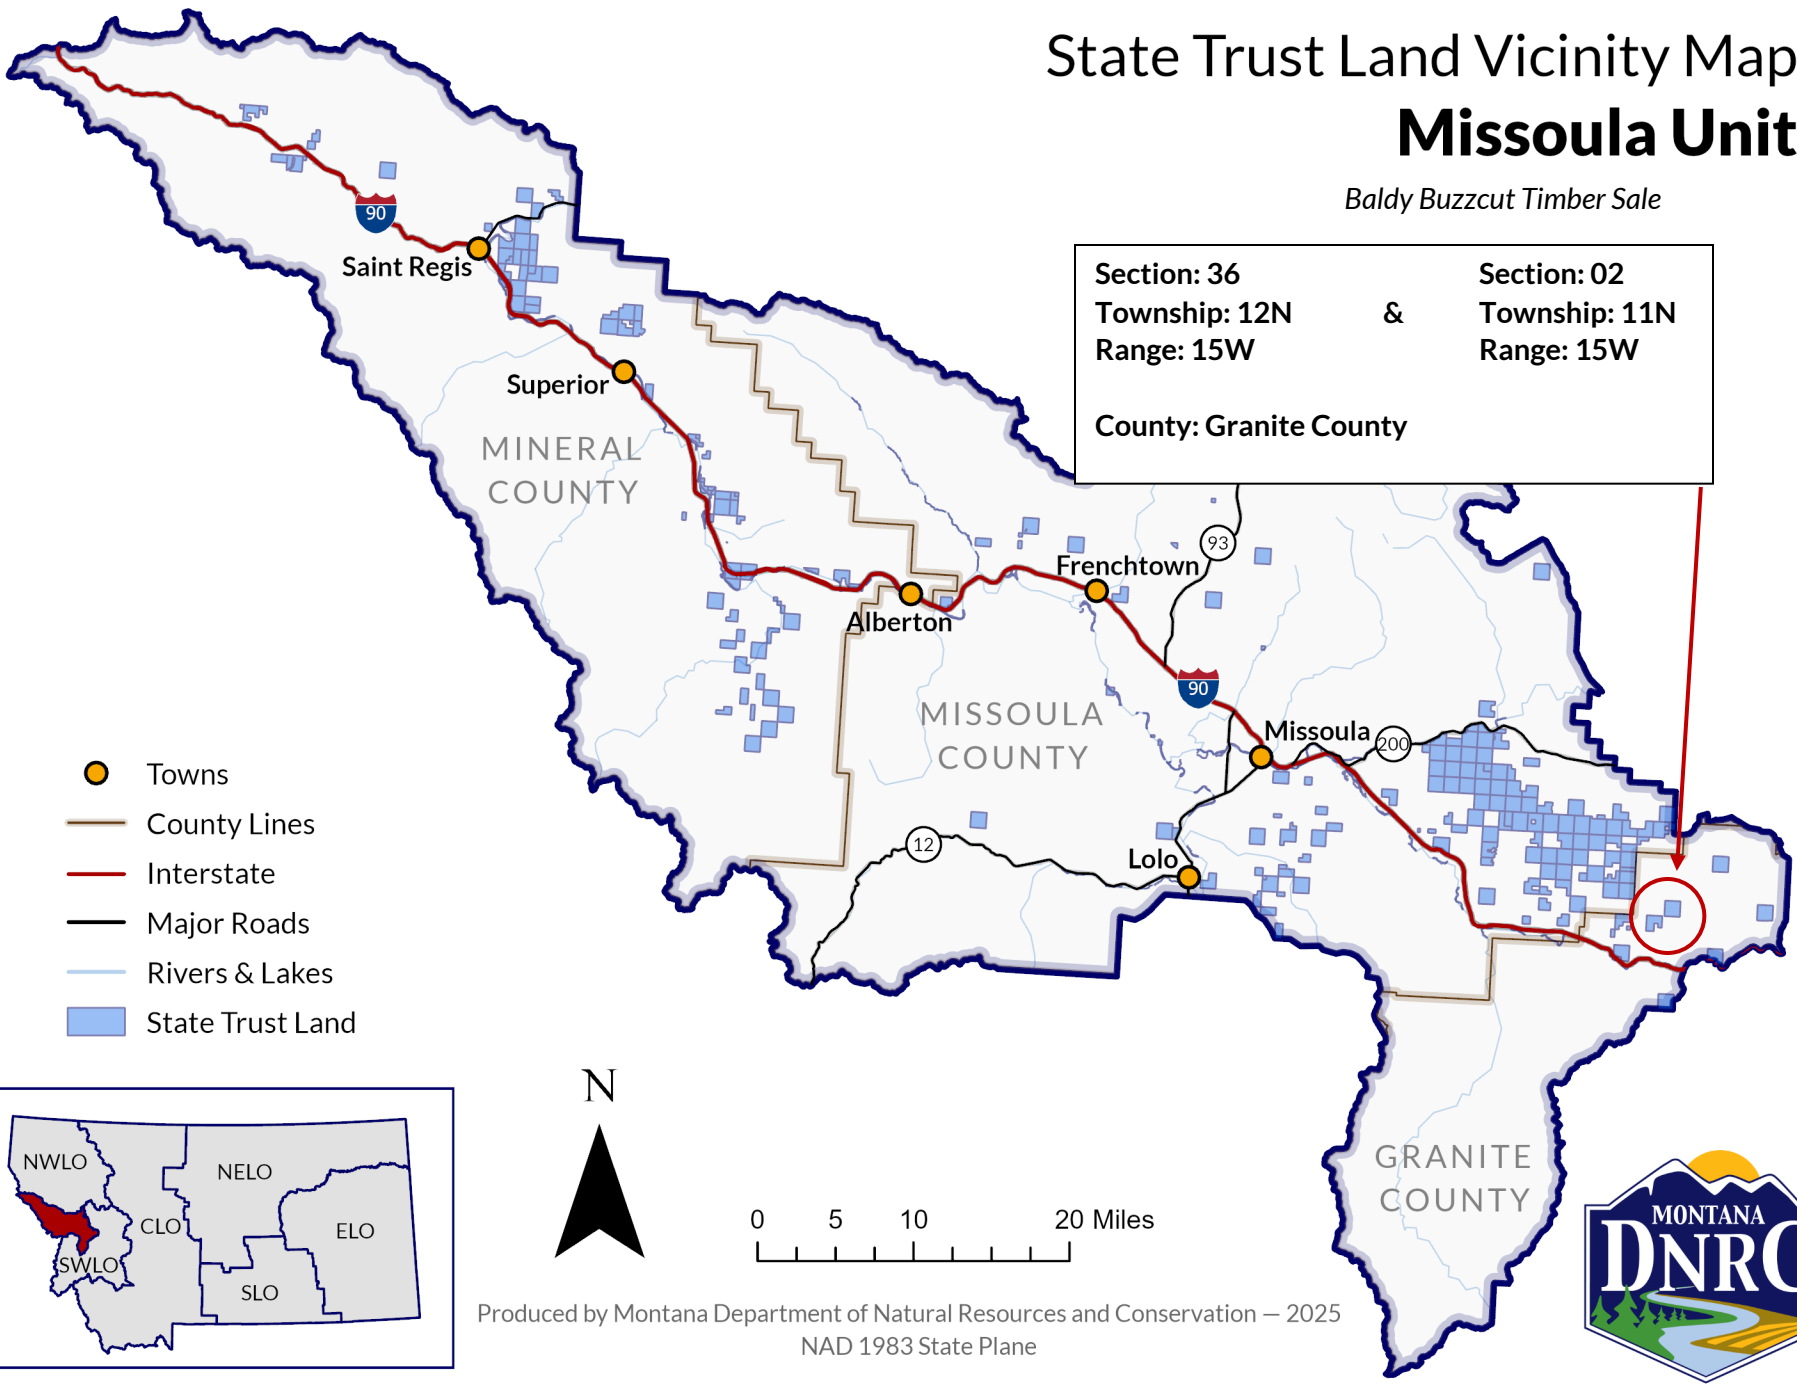 State Trust Land Vicinity Map
Missoula Unit
Baldy Buzzcut Timber Sale
Section: 36
Township: 12N
Range: 15W
&
Section: 02
Township: 11N
Range: 15W
County: Granite County
90
Saint Regis
Superior
MINERAL
COUNTY
93
Frenchtown
Alberton
90
MISSOULA
COUNTY
Missoula
200
12
Lolo
Towns
County Lines
Interstate
Major Roads
Rivers & Lakes
State Trust Land
N
0 5 10 20 Miles
GRANITE
COUNTY
NWLO
NELO
CLO
ELO
SWLO
SLO
MONTANA
DNRC
Produced by Montana Department of Natural Resources and Conservation — 2025
NAD 1983 State Plane